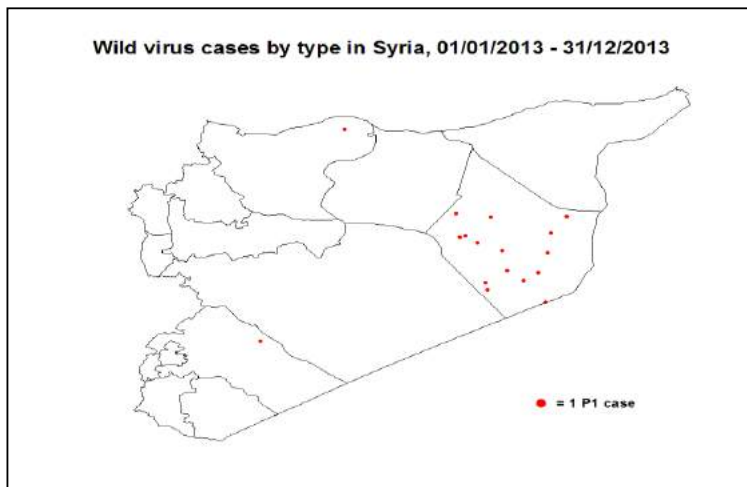 Wild virus cases by type in Syria, 01/01/2013 - 31/12/2013
= 1 P1 case